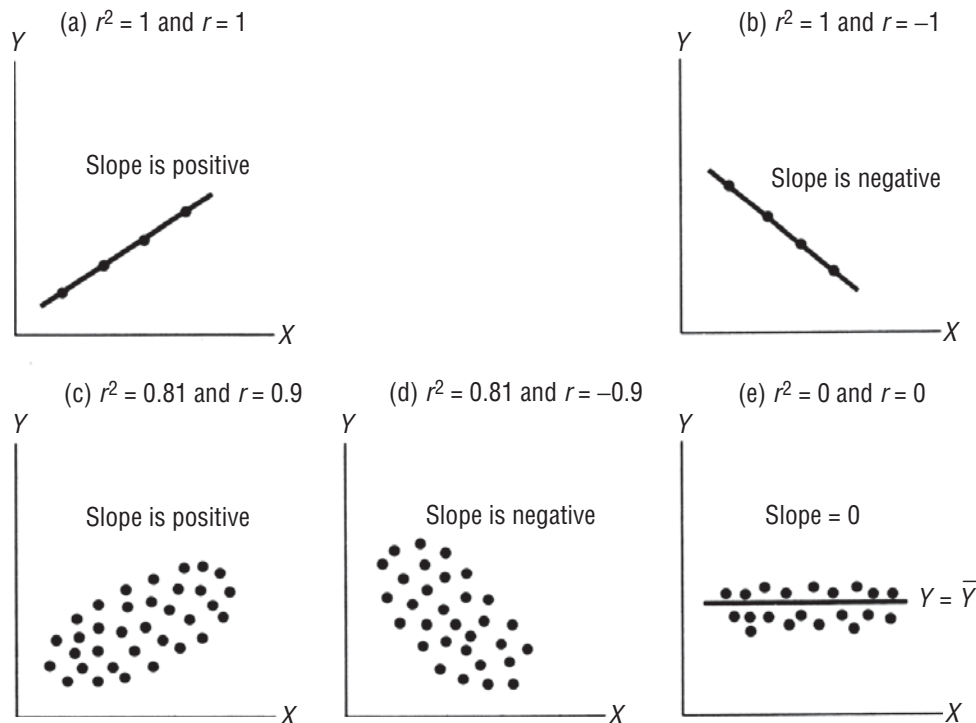 (a) r² = 1 and r = 1
Y
Slope is positive
X
(b) r² = 1 and r = –1
Y
Slope is negative
X
(c) r² = 0.81 and r = 0.9
Y
Slope is positive
X
(d) r² = 0.81 and r = –0.9
Y
Slope is negative
X
(e) r² = 0 and r = 0
Y
Slope = 0
Y = Y̅
X